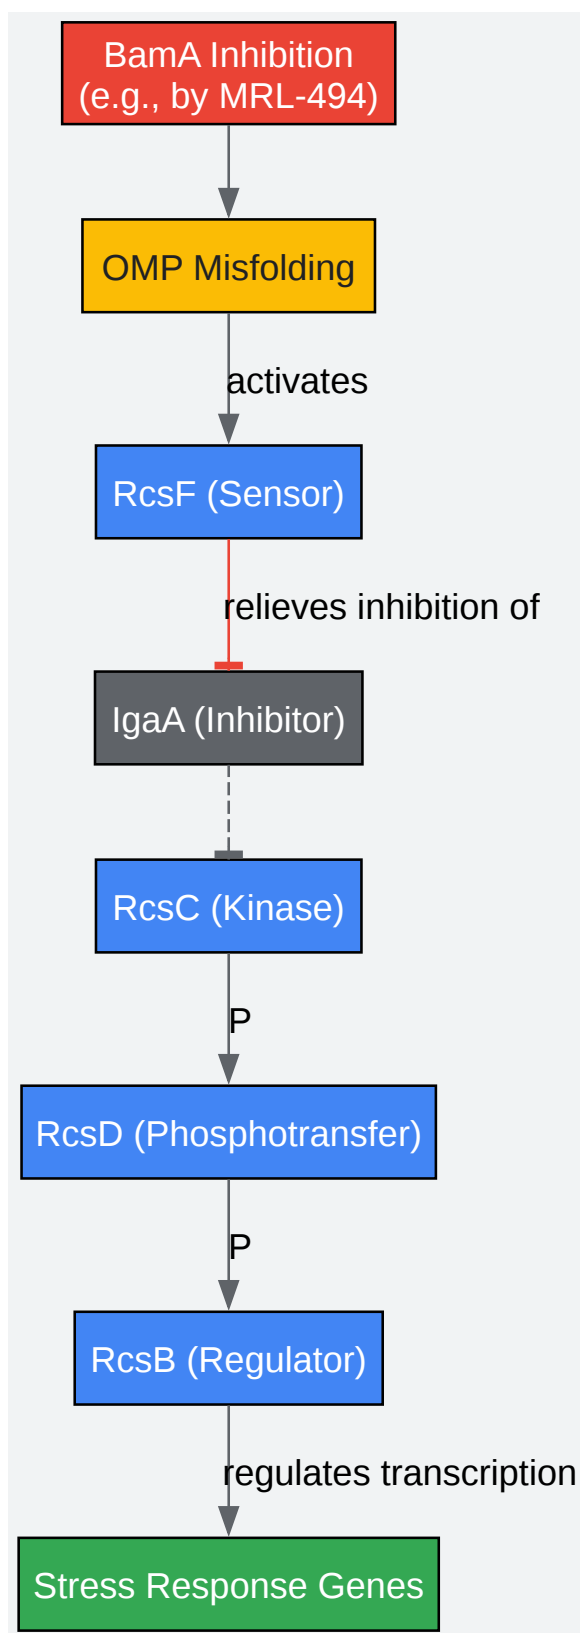 BamA Inhibition
(e.g., by MRL-494)
OMP Misfolding
activates
RcsF (Sensor)
relieves inhibition of
IgaA (Inhibitor)
RcsC (Kinase)
P
RcsD (Phosphotransfer)
P
RcsB (Regulator)
regulates transcription
Stress Response Genes